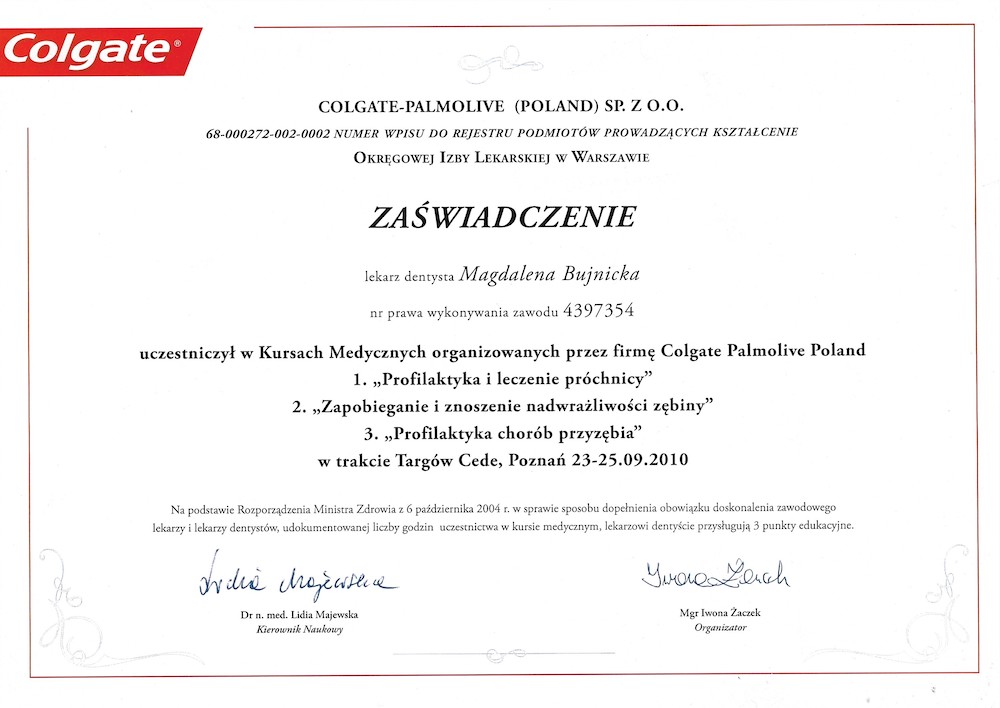 Colgate®
COLGATE-PALMOLIVE (POLAND) SP. Z O.O.
68-000272-002-0002 NUMER WPISU DO REJESTRU PODMIOTÓW PROWADZĄCYCH KSZTAŁCENIE
OKRĘGOWEJ IZBY LEKARSKIEJ W WARSZAWIE
ZAŚWIADCZENIE
lekarz dentysta Magdalena Bujnicka
nr prawa wykonywania zawodu 4397354
uczestniczył w Kursach Medycznych organizowanych przez firmę Colgate Palmolive Poland
1. „Profilaktyka i leczenie próchnicy”
2. „Zapobieganie i znoszenie nadwrażliwości zębiny”
3. „Profilaktyka chorób przyzębia”
w trakcie Targów Cede, Poznań 23-25.09.2010
Na podstawie Rozporządzenia Ministra Zdrowia z 6 października 2004 r. w sprawie sposobu dopełnienia obowiązku doskonalenia zawodowego
lekarzy i lekarzy dentystów, udokumentowanej liczby godzin uczestnictwa w kursie medycznym, lekarzowi dentyście przysługują 3 punkty edukacyjne.
Lidia Majewska
Iwona Żaczek
Dr n. med. Lidia Majewska
Kierownik Naukowy
Mgr Iwona Żaczek
Organizator